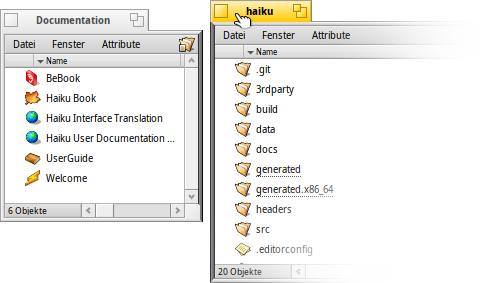 Documentation
Datei Fenster Attribute
Name
BeBook
Haiku Book
Haiku Interface Translation
Haiku User Documentation ...
UserGuide
Welcome
6 Objekte
haiku
Datei Fenster Attribute
Name
.git
3rdparty
build
data
docs
generated
generated.x86_64
headers
src
.editorconfig
20 Objekte